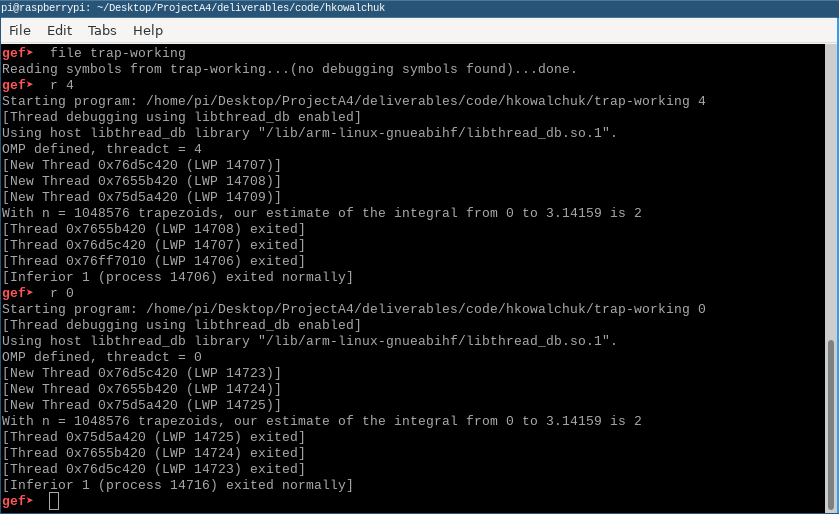 pi@raspberrypi: ~/Desktop/ProjectA4/deliverables/code/hkowalchuk
File Edit Tabs Help
gef➤ file trap-working
Reading symbols from trap-working...(no debugging symbols found)...done.
gef➤ r 4
Starting program: /home/pi/Desktop/ProjectA4/deliverables/code/hkowalchuk/trap-working 4
[Thread debugging using libthread_db enabled]
Using host libthread_db library "/lib/arm-linux-gnueabihf/libthread_db.so.1".
OMP defined, threadct = 4
[New Thread 0x76d5c420 (LWP 14707)]
[New Thread 0x7655b420 (LWP 14708)]
[New Thread 0x75d5a420 (LWP 14709)]
With n = 1048576 trapezoids, our estimate of the integral from 0 to 3.14159 is 2
[Thread 0x7655b420 (LWP 14708) exited]
[Thread 0x76d5c420 (LWP 14707) exited]
[Thread 0x76ff7010 (LWP 14706) exited]
[Inferior 1 (process 14706) exited normally]
gef➤ r 0
Starting program: /home/pi/Desktop/ProjectA4/deliverables/code/hkowalchuk/trap-working 0
[Thread debugging using libthread_db enabled]
Using host libthread_db library "/lib/arm-linux-gnueabihf/libthread_db.so.1".
OMP defined, threadct = 0
[New Thread 0x76d5c420 (LWP 14723)]
[New Thread 0x7655b420 (LWP 14724)]
[New Thread 0x75d5a420 (LWP 14725)]
With n = 1048576 trapezoids, our estimate of the integral from 0 to 3.14159 is 2
[Thread 0x75d5a420 (LWP 14725) exited]
[Thread 0x7655b420 (LWP 14724) exited]
[Thread 0x76d5c420 (LWP 14723) exited]
[Inferior 1 (process 14716) exited normally]
gef➤